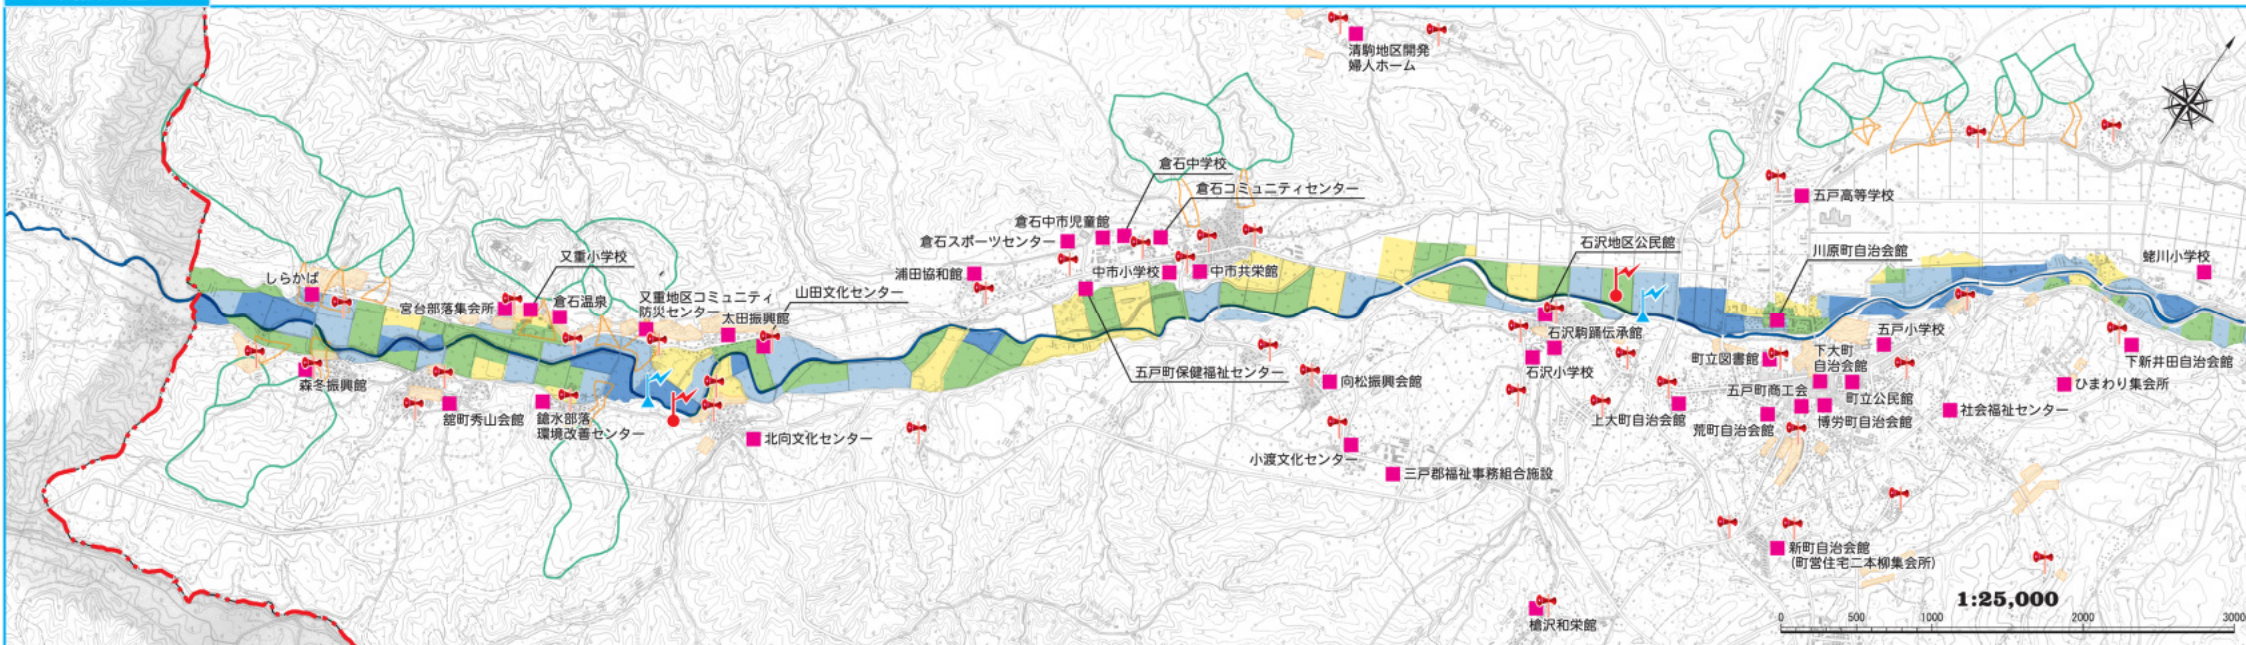 清駒地区開発
婦人ホーム
倉石中学校
倉石コミュニティセンター
五戸高等学校
倉石中市児童館
倉石スポーツセンター
石沢地区公民館
川原町自治会館
又重小学校
蛯川小学校
しらかば
浦田協和館
中市小学校
中市共栄館
宮台部落集会所
倉石温泉
又重地区コミュニティ
防災センター
山田文化センター
太田振興館
石沢駒踊伝承館
五戸小学校
町立図書館
下大町
自治会館
下新井田自治会館
森冬振興館
五戸町保健福祉センター
向松振興会館
石沢小学校
ひまわり集会所
五戸町商工会
町立公民館
舘町秀山会館
鎗水部落
環境改善センター
北向文化センター
上大町自治会館
荒町自治会館
博労町自治会館
社会福祉センター
小渡文化センター
三戸郡福祉事務組合施設
新町自治会館
(町営住宅二本柳集会所)
1:25,000
0 500 1000 2000 3000
槍沢和栄館